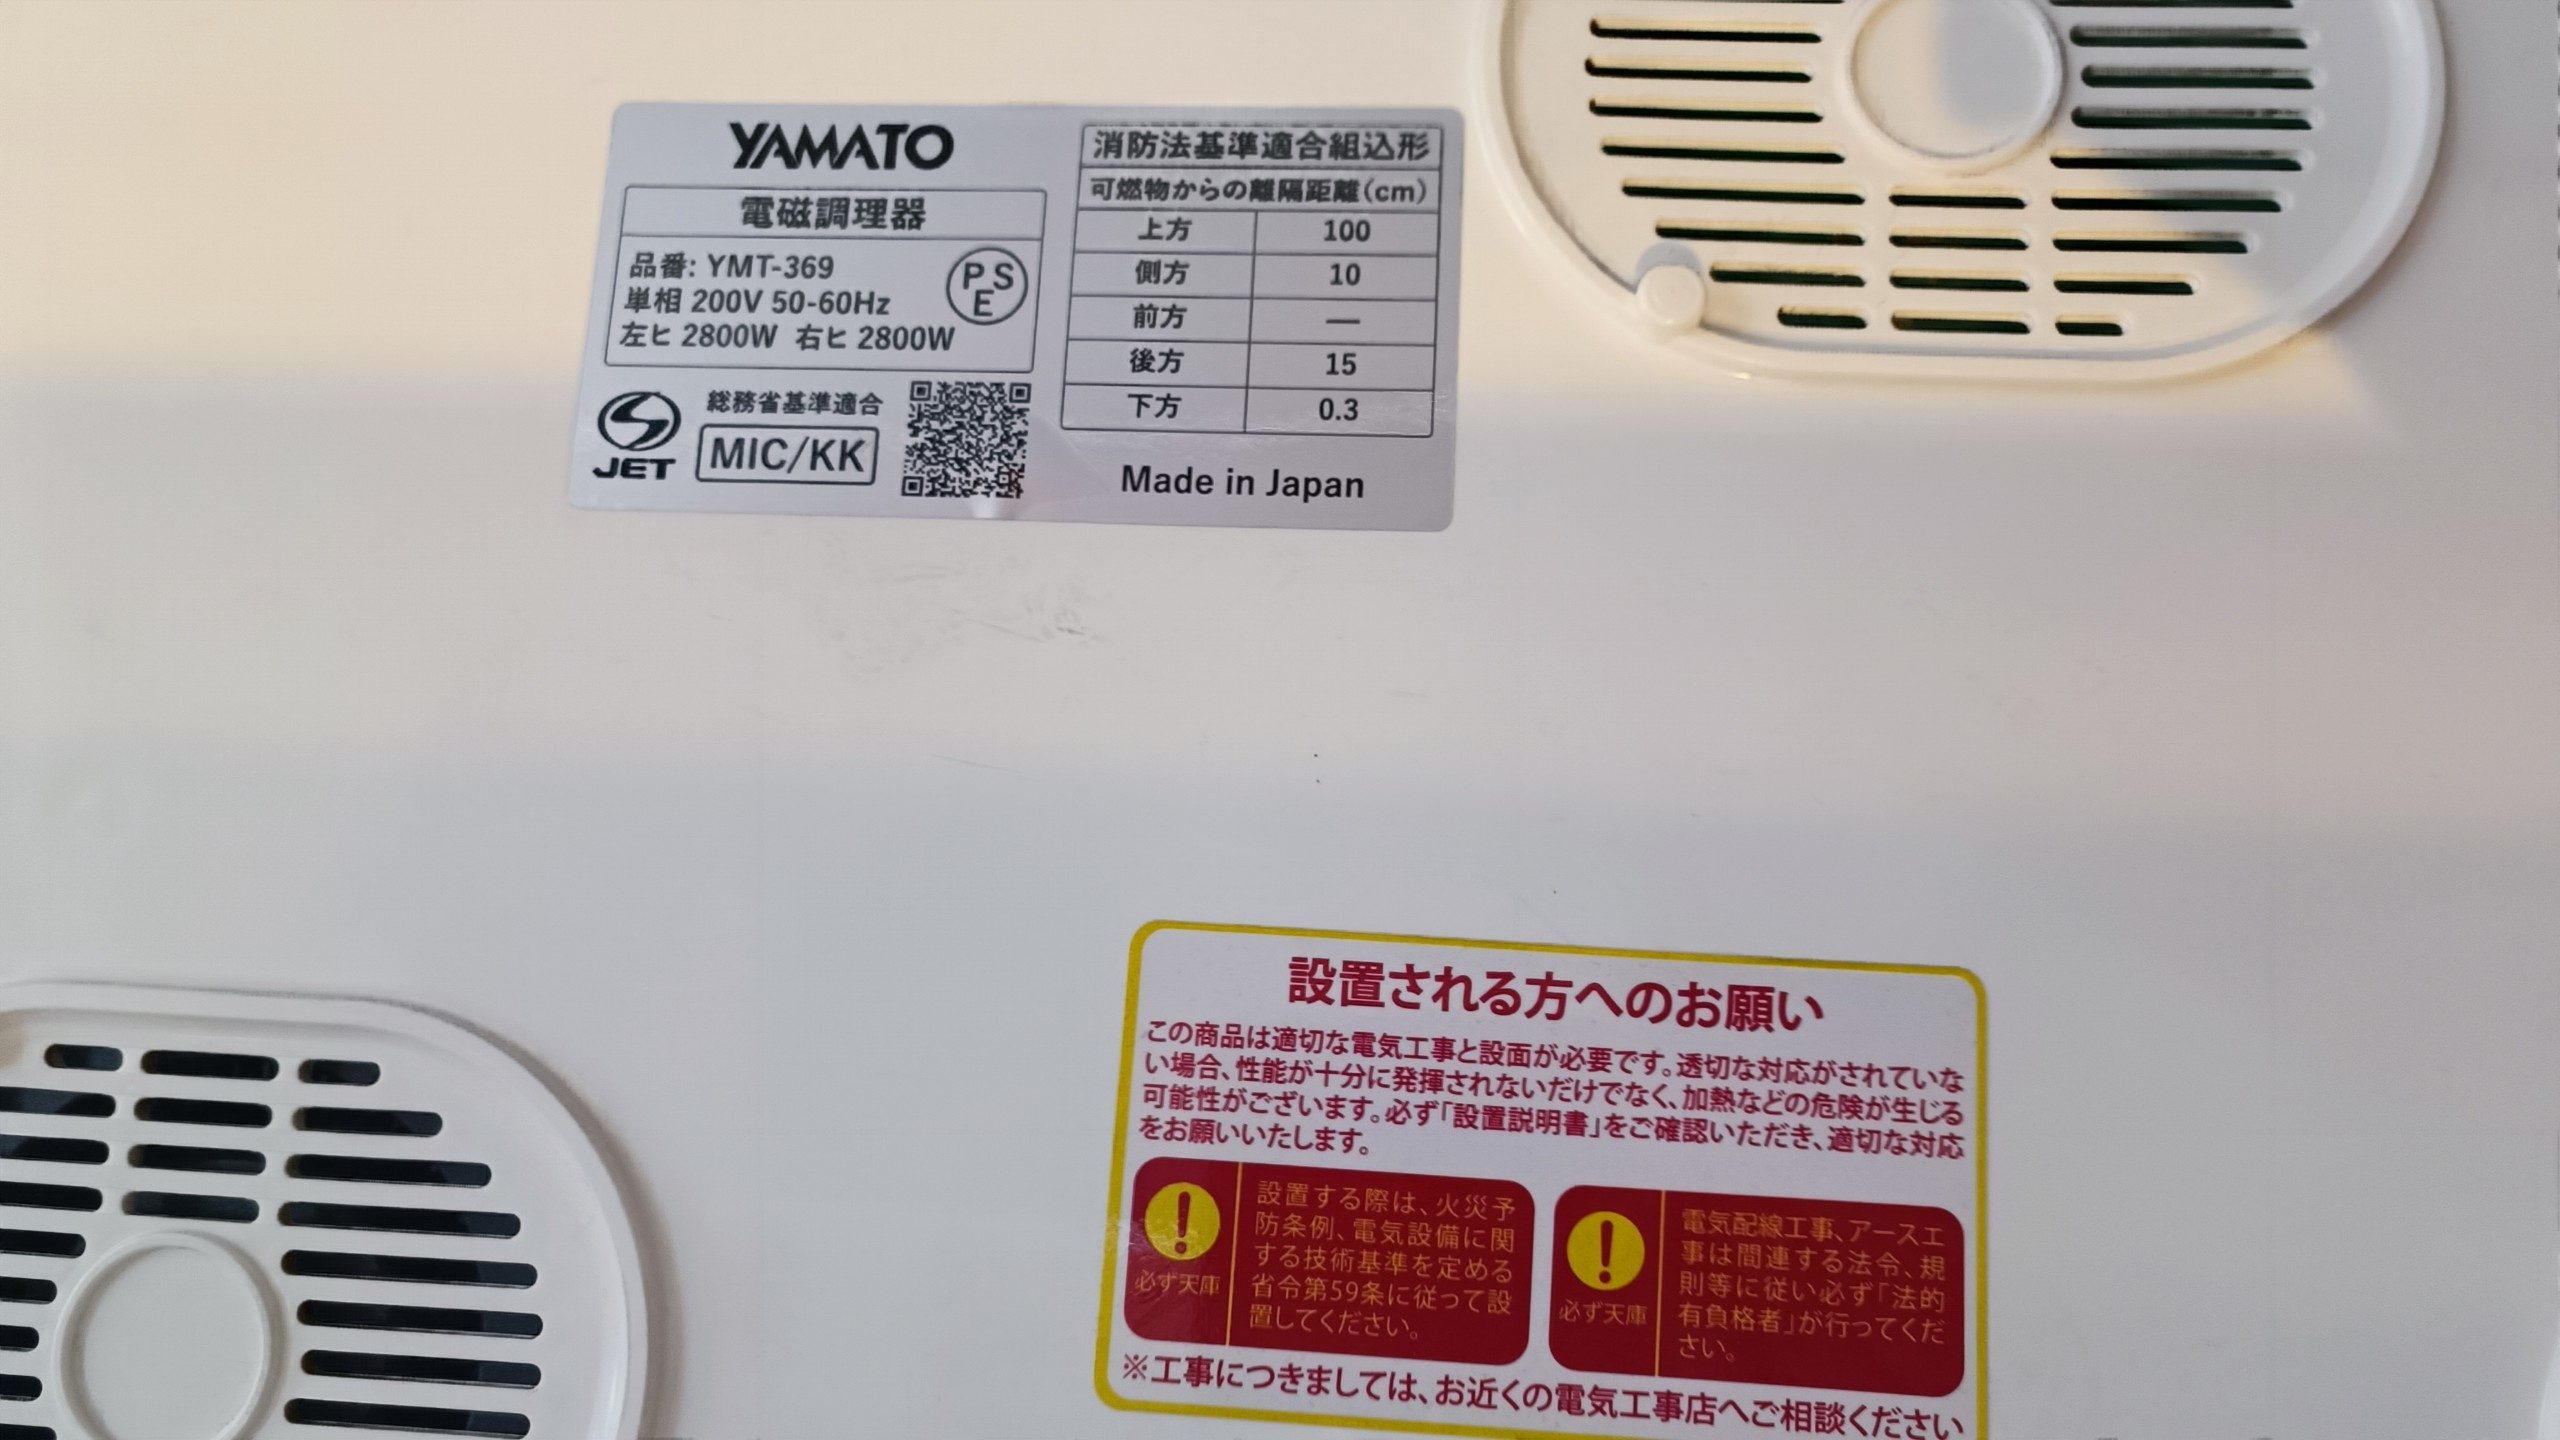 YAMATO
電磁調理器
品番: YMT-369
単相 200V 50-60Hz
左ヒ 2800W 右ヒ 2800W
PSE
JET
総務省基準適合
MIC/KK
消防法基準適合組込形
可燃物からの離隔距離(cm)
上方 100
側方 10
前方 —
後方 15
下方 0.3
Made in Japan
設置される方へのお願い
この商品は適切な電気工事と設面が必要です。透切な対応がされていな
い場合、性能が十分に発揮されないだけでなく、加熱などの危険が生じる
可能性がございます。必ず「設置説明書」をご確認いただき、適切な対応
をお願いいたします。
必ず天庫
設置する際は、火災予
防条例、電気設備に関
する技術基準を定める
省令第59条に従って設
置してください。
必ず天庫
電気配線工事、アース工
事は間連する法令、規
則等に従い必ず「法的
有負格者」が行ってくだ
さい。
※工事につきましては、お近くの電気工事店へご相談ください